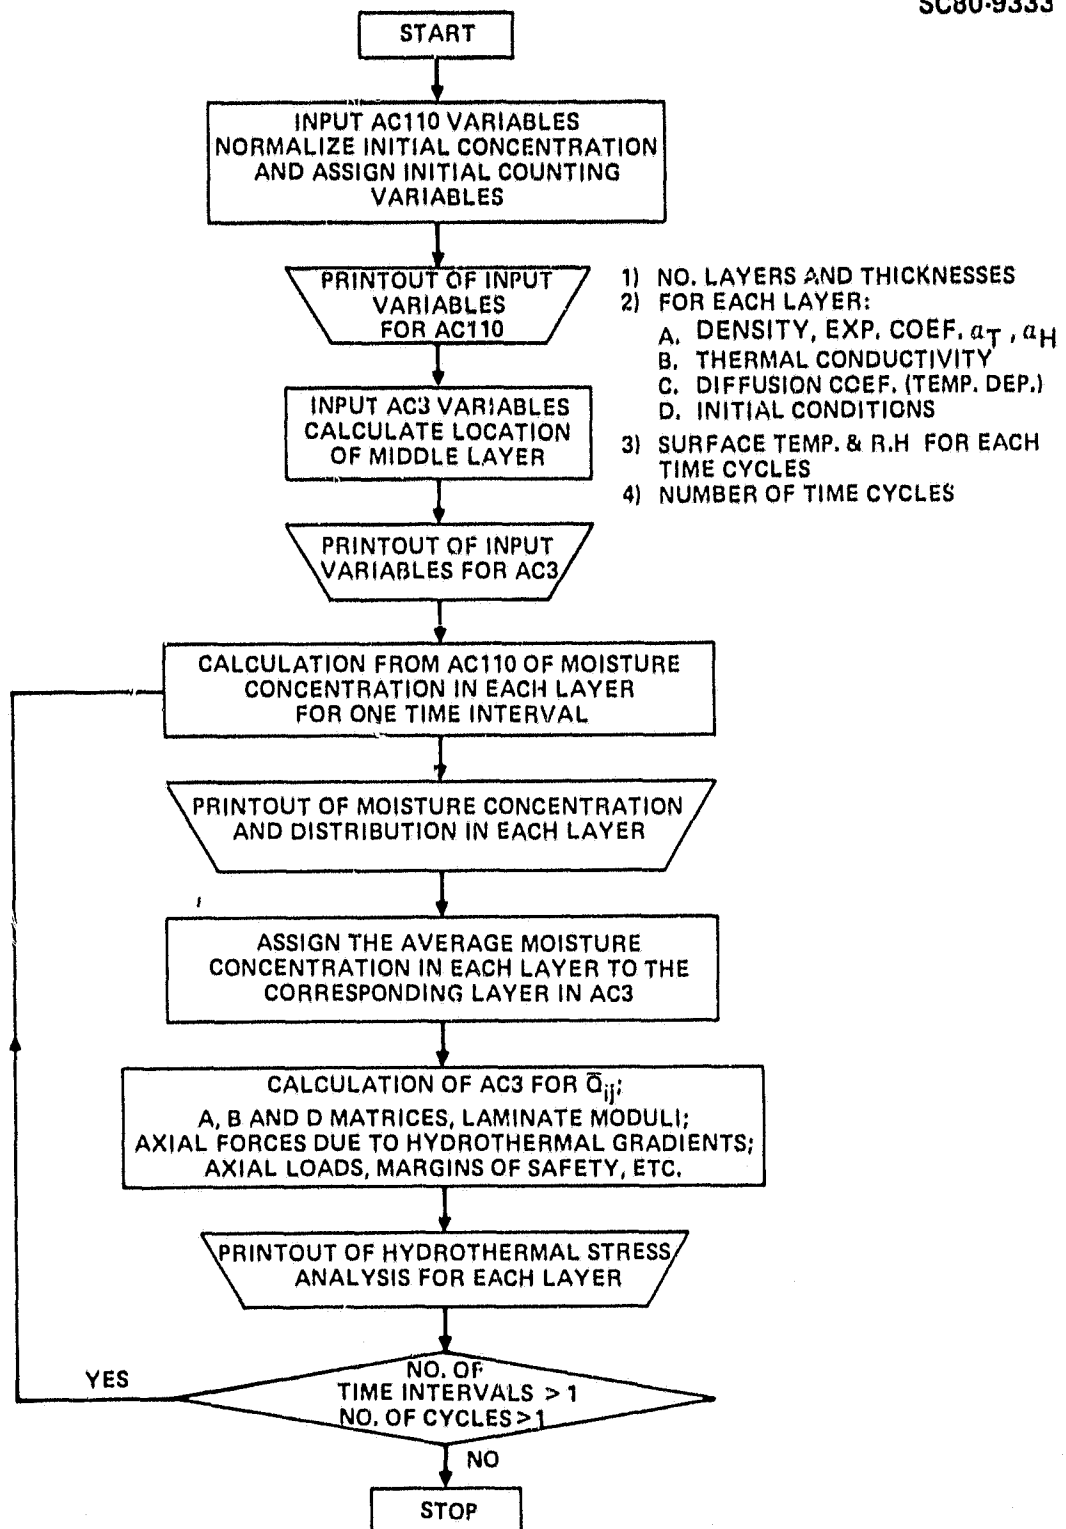 SC80-9333
START
INPUT AC110 VARIABLES
NORMALIZE INITIAL CONCENTRATION
AND ASSIGN INITIAL COUNTING
VARIABLES
PRINTOUT OF INPUT
VARIABLES
FOR AC110
1) NO. LAYERS AND THICKNESSES
2) FOR EACH LAYER:
A. DENSITY, EXP. COEF. α_T, α_H
B. THERMAL CONDUCTIVITY
C. DIFFUSION COEF. (TEMP. DEP.)
D. INITIAL CONDITIONS
3) SURFACE TEMP. & R.H FOR EACH
TIME CYCLES
4) NUMBER OF TIME CYCLES
INPUT AC3 VARIABLES
CALCULATE LOCATION
OF MIDDLE LAYER
PRINTOUT OF INPUT
VARIABLES FOR AC3
CALCULATION FROM AC110 OF MOISTURE
CONCENTRATION IN EACH LAYER
FOR ONE TIME INTERVAL
PRINTOUT OF MOISTURE CONCENTRATION
AND DISTRIBUTION IN EACH LAYER
ASSIGN THE AVERAGE MOISTURE
CONCENTRATION IN EACH LAYER TO THE
CORRESPONDING LAYER IN AC3
CALCULATION OF AC3 FOR Q̄ij;
A, B AND D MATRICES, LAMINATE MODULI;
AXIAL FORCES DUE TO HYDROTHERMAL GRADIENTS;
AXIAL LOADS, MARGINS OF SAFETY, ETC.
PRINTOUT OF HYDROTHERMAL STRESS
ANALYSIS FOR EACH LAYER
NO. OF
TIME INTERVALS > 1
NO. OF CYCLES > 1
YES
NO
STOP